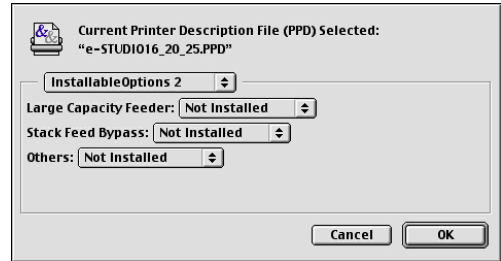 Current Printer Description File (PPD) Selected:
“e-STUDIO16_20_25.PPD”
InstallableOptions 2
Large Capacity Feeder: Not Installed
Stack Feed Bypass: Not Installed
Others: Not Installed
Cancel OK